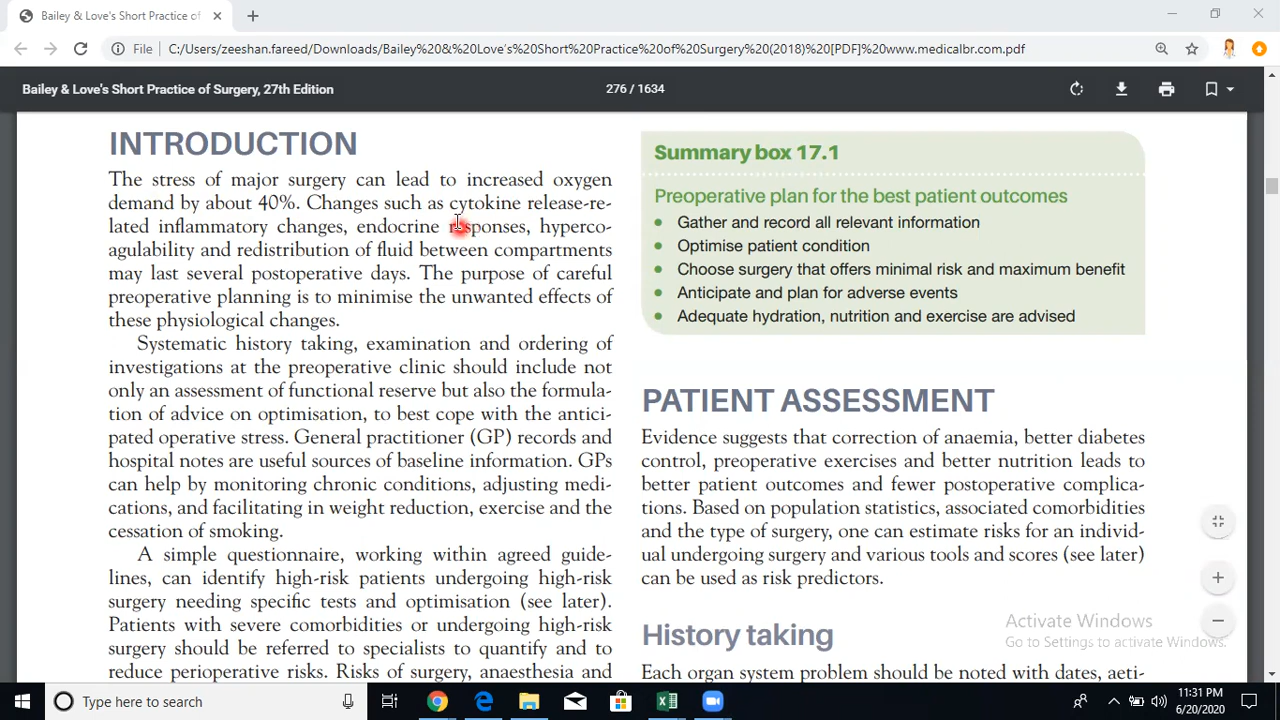 Bailey & Love's Short Practice of
File
C:/Users/zeeshan.fareed/Downloads/Bailey%20&%20Love's%20Short%20Practice%20of%20Surgery%20(2018)%20[PDF]%20www.medicalbr.com.pdf
Bailey & Love's Short Practice of Surgery, 27th Edition
276 / 1634
INTRODUCTION
The stress of major surgery can lead to increased oxygen
demand by about 40%. Changes such as cytokine release-re-
lated inflammatory changes, endocrine responses, hyperco-
agulability and redistribution of fluid between compartments
may last several postoperative days. The purpose of careful
preoperative planning is to minimise the unwanted effects of
these physiological changes.
Systematic history taking, examination and ordering of
investigations at the preoperative clinic should include not
only an assessment of functional reserve but also the formula-
tion of advice on optimisation, to best cope with the antici-
pated operative stress. General practitioner (GP) records and
hospital notes are useful sources of baseline information. GPs
can help by monitoring chronic conditions, adjusting medi-
cations, and facilitating in weight reduction, exercise and the
cessation of smoking.
A simple questionnaire, working within agreed guide-
lines, can identify high-risk patients undergoing high-risk
surgery needing specific tests and optimisation (see later).
Patients with severe comorbidities or undergoing high-risk
surgery should be referred to specialists to quantify and to
reduce perioperative risks. Risks of surgery, anaesthesia and
Summary box 17.1
Preoperative plan for the best patient outcomes
• Gather and record all relevant information
• Optimise patient condition
• Choose surgery that offers minimal risk and maximum benefit
• Anticipate and plan for adverse events
• Adequate hydration, nutrition and exercise are advised
PATIENT ASSESSMENT
Evidence suggests that correction of anaemia, better diabetes
control, preoperative exercises and better nutrition leads to
better patient outcomes and fewer postoperative complica-
tions. Based on population statistics, associated comorbidities
and the type of surgery, one can estimate risks for an individ-
ual undergoing surgery and various tools and scores (see later)
can be used as risk predictors.
History taking
Each organ system problem should be noted with dates, aeti-
Activate Windows
Go to Settings to activate Windows.
Type here to search
11:31 PM
6/20/2020